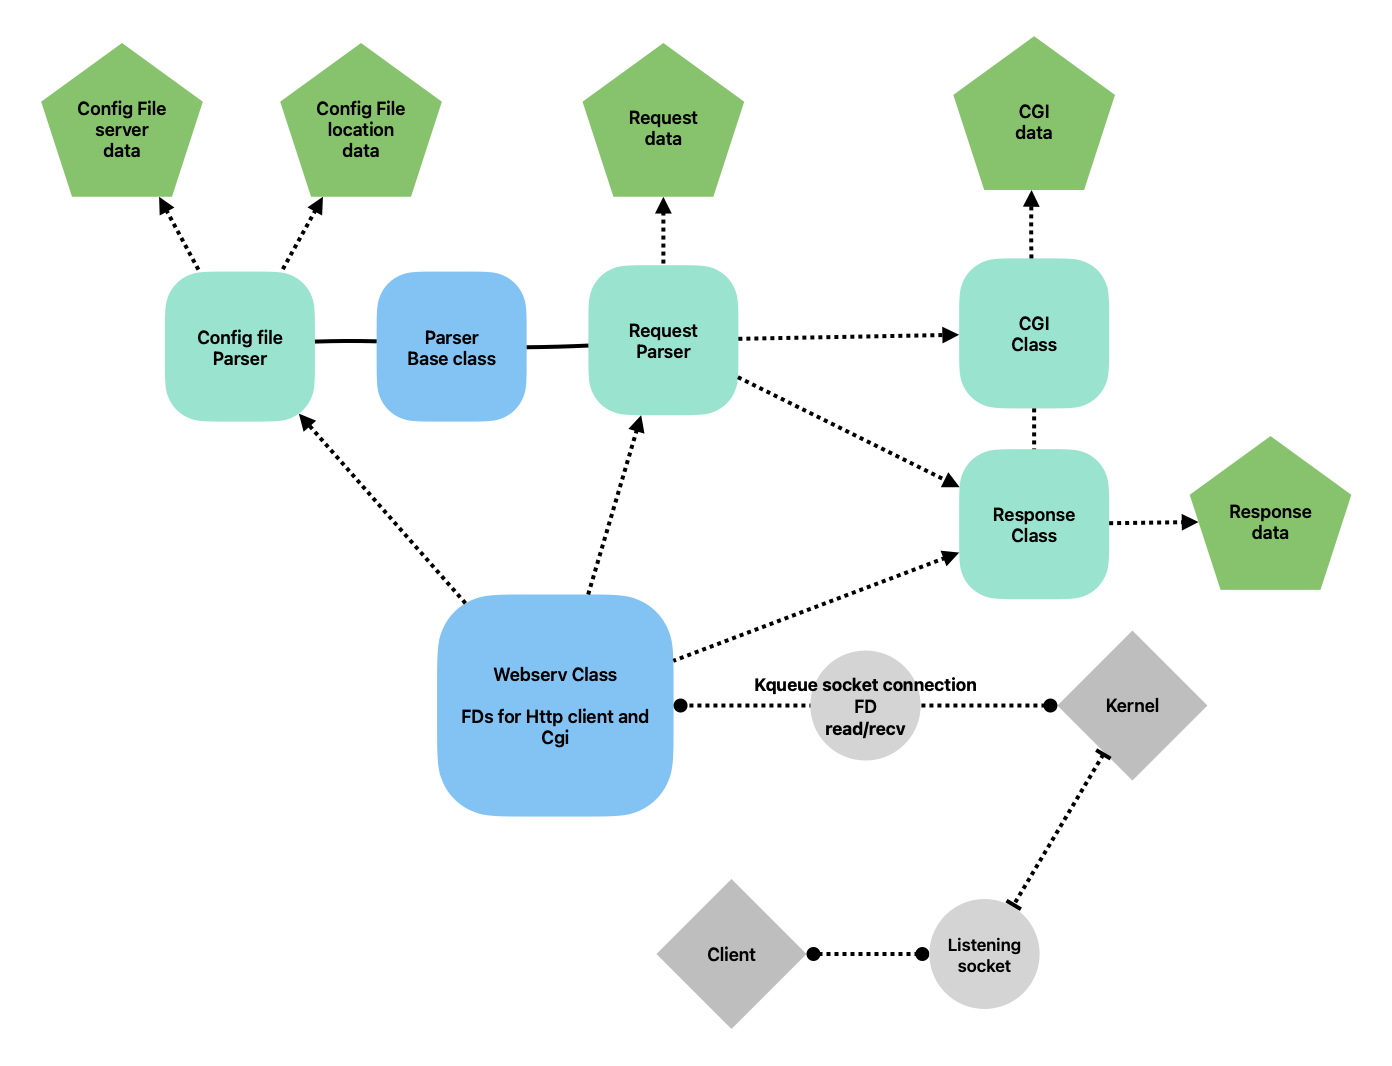 Config File
server
data
Config File
location
data
Request
data
CGI
data
Config file
Parser
Parser
Base class
Request
Parser
CGI
Class
Response
Class
Response
data
Webserv Class
FDs for Http client and
Cgi
Kqueue socket connection
FD
read/recv
Kernel
Client
Listening
socket